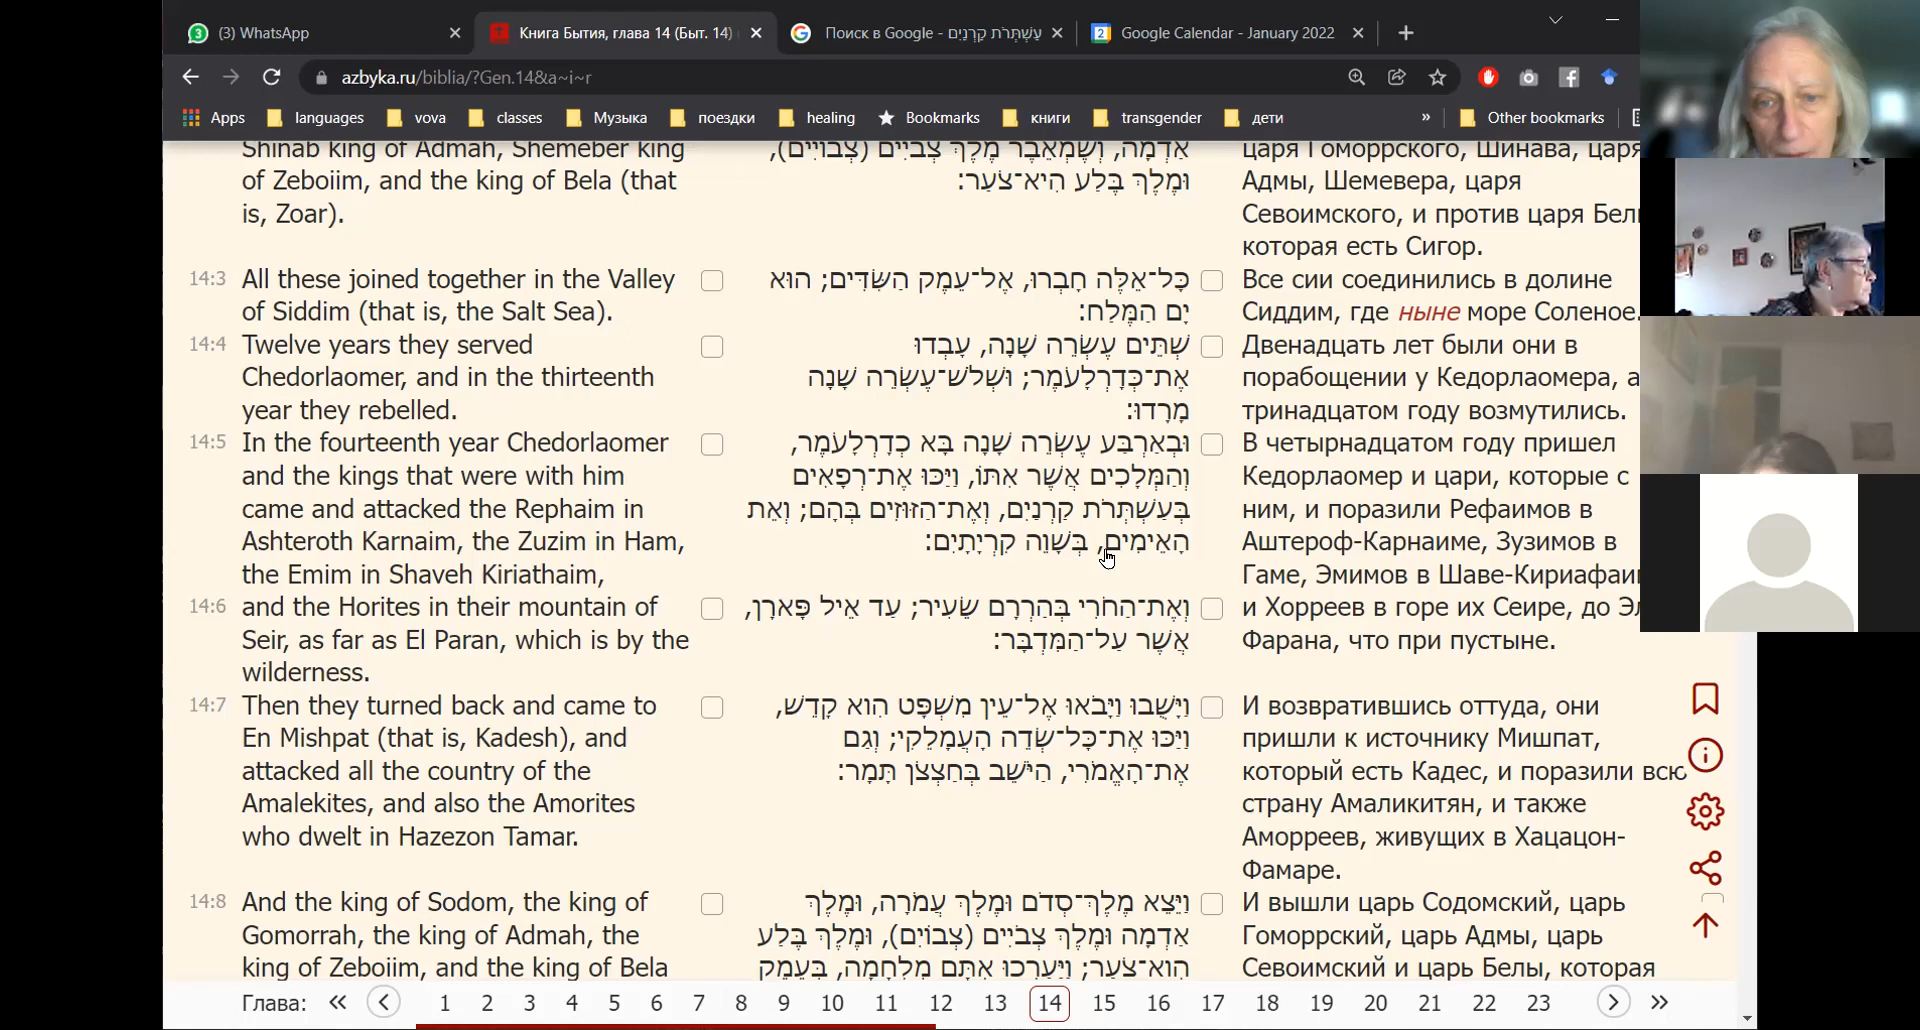 (3) WhatsApp
Книга Бытия, глава 14 (Быт. 14)
Поиск в Google - עַשְׁתְּרֹת קַרְנַיִם
Google Calendar - January 2022
azbyka.ru/biblia/?Gen.14&a~i~r
Apps languages vova classes Музыка поездки healing Bookmarks книги transgender дети » Other bookmarks
Shinab king of Admah, Shemeber king
of Zeboiim, and the king of Bela (that
is, Zoar).
אַדְמָה, וְשֶׁמְאֵבֶר מֶלֶךְ צְבֹיִים (צְבוֹיִים),
וּמֶלֶךְ בֶּלַע הִיא־צֹעַר:
царя Гоморрского, Шинава, царя
Адмы, Шемевера, царя
Севоимского, и против царя
которая есть Сигор.
14:3 All these joined together in the Valley
of Siddim (that is, the Salt Sea).
כָּל־אֵלֶּה חָבְרוּ, אֶל־עֵמֶק הַשִּׂדִּים; הוּא
יָם הַמֶּלַח:
Все сии соединились в долине
Сиддим, где ныне море Соленое.
14:4 Twelve years they served
Chedorlaomer, and in the thirteenth
year they rebelled.
שְׁתֵּים עֶשְׂרֵה שָׁנָה, עָבְדוּ
אֶת־כְּדָרְלָעֹמֶר; וּשְׁלֹשׁ־עֶשְׂרֵה שָׁנָה
מָרָדוּ:
Двенадцать лет были они в
порабощении у Кедорлаомера, а
тринадцатом году возмутились.
14:5 In the fourteenth year Chedorlaomer
and the kings that were with him
came and attacked the Rephaim in
Ashteroth Karnaim, the Zuzim in Ham,
the Emim in Shaveh Kiriathaim,
וּבְאַרְבַּע עֶשְׂרֵה שָׁנָה בָּא כְדָרְלָעֹמֶר,
וְהַמְּלָכִים אֲשֶׁר אִתּוֹ, וַיַּכּוּ אֶת־רְפָאִים
בְּעַשְׁתְּרֹת קַרְנַיִם, וְאֶת־הַזּוּזִים בְּהָם; וְאֵת
הָאֵימִים, בְּשָׁוֵה קִרְיָתָיִם:
В четырнадцатом году пришел
Кедорлаомер и цари, которые с
ним, и поразили Рефаимов в
Аштероф-Карнаиме, Зузимов в
Гаме, Эмимов в
14:6 and the Horites in their mountain of
Seir, as far as El Paran, which is by the
wilderness.
וְאֶת־הַחֹרִי בְּהַרְרָם שֵׂעִיר; עַד אֵיל פָּארָן,
אֲשֶׁר עַל־הַמִּדְבָּר:
и Хорреев в горе их Сеире, до
Фарана, что при пустыне.
14:7 Then they turned back and came to
En Mishpat (that is, Kadesh), and
attacked all the country of the
Amalekites, and also the Amorites
who dwelt in Hazezon Tamar.
וַיָּשֻׁבוּ וַיָּבֹאוּ אֶל־עֵין מִשְׁפָּט הִוא קָדֵשׁ,
וַיַּכּוּ אֶת־כָּל־שְׂדֵה הָעֲמָלֵקִי; וְגַם
אֶת־הָאֱמֹרִי, הַיֹּשֵׁב בְּחַצְצֹן תָּמָר:
И возвратившись оттуда, они
пришли к источнику Мишпат,
который есть Кадес, и поразили всю
страну Амаликитян, и также
Аморреев, живущих в Хацацон-
Фамаре.
14:8 And the king of Sodom, the king of
Gomorrah, the king of Admah, the
king of Zeboiim, and the king of Bela
וַיֵּצֵא מֶלֶךְ־סְדֹם וּמֶלֶךְ עֲמֹרָה, וּמֶלֶךְ
אַדְמָה וּמֶלֶךְ צְבֹיִים (צְבוֹיִם), וּמֶלֶךְ בֶּלַע
הִוא־צֹעַר; וַיַּעַרְכוּ אִתָּם מִלְחָמָה, בְּעֵמֶק
И вышли царь Содомский, царь
Гоморрский, царь Адмы, царь
Севоимский и царь Белы, которая
Глава: « 1 2 3 4 5 6 7 8 9 10 11 12 13 14 15 16 17 18 19 20 21 22 23 »